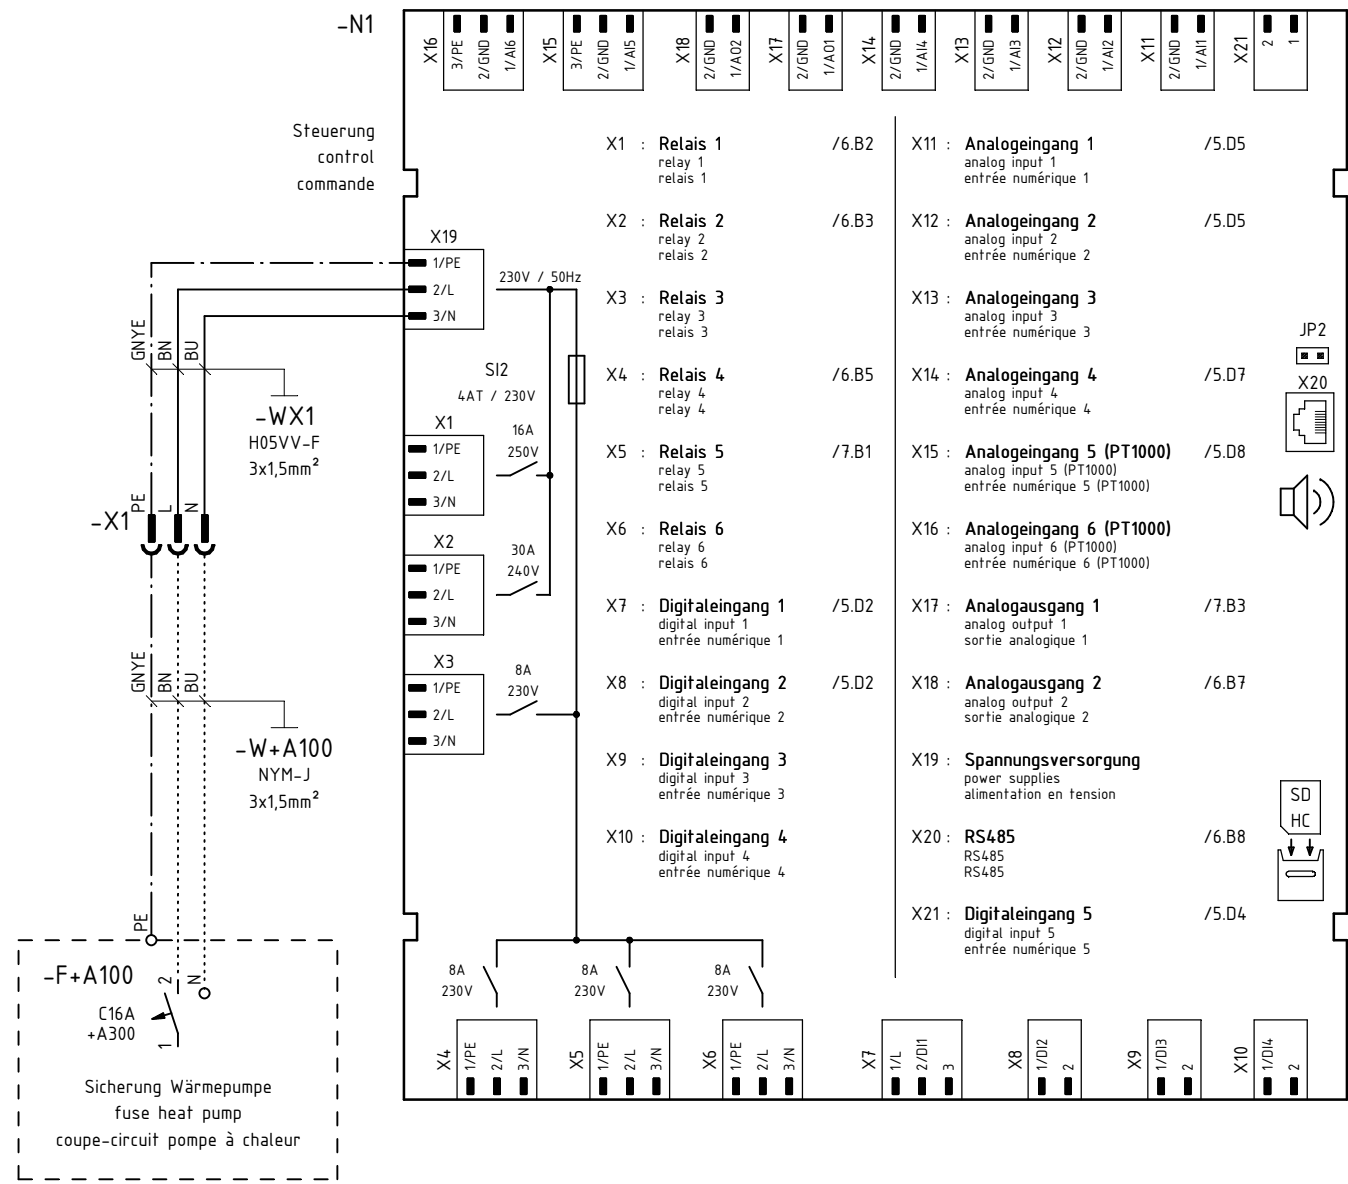 -N1
X16
3/PE
2/GND
1/AI6
X15
3/PE
2/GND
1/AI5
X18
2/GND
1/AO2
X17
2/GND
1/AO1
X14
2/GND
1/AI4
X13
2/GND
1/AI3
X12
2/GND
1/AI2
X11
2/GND
1/AI1
X21
2
1
Steuerung
control
commande
X1 : Relais 1 /6.B2
relay 1
relais 1
X2 : Relais 2 /6.B3
relay 2
relais 2
X3 : Relais 3
relay 3
relais 3
X4 : Relais 4 /6.B5
relay 4
relay 4
X5 : Relais 5 /7.B1
relay 5
relais 5
X6 : Relais 6
relay 6
relais 6
X7 : Digitaleingang 1 /5.D2
digital input 1
entrée numérique 1
X8 : Digitaleingang 2 /5.D2
digital input 2
entrée numérique 2
X9 : Digitaleingang 3
digital input 3
entrée numérique 3
X10 : Digitaleingang 4
digital input 4
entrée numérique 4
X11 : Analogeingang 1 /5.D5
analog input 1
entrée numérique 1
X12 : Analogeingang 2 /5.D5
analog input 2
entrée numérique 2
X13 : Analogeingang 3
analog input 3
entrée numérique 3
X14 : Analogeingang 4 /5.D7
analog input 4
entrée numérique 4
X15 : Analogeingang 5 (PT1000) /5.D8
analog input 5 (PT1000)
entrée numérique 5 (PT1000)
X16 : Analogeingang 6 (PT1000)
analog input 6 (PT1000)
entrée numérique 6 (PT1000)
X17 : Analogausgang 1 /7.B3
analog output 1
sortie analogique 1
X18 : Analogausgang 2 /6.B7
analog output 2
sortie analogique 2
X19 : Spannungsversorgung
power supplies
alimentation en tension
X20 : RS485 /6.B8
RS485
RS485
X21 : Digitaleingang 5 /5.D4
digital input 5
entrée numérique 5
JP2
X20
SD
HC
X19
1/PE
2/L
3/N
230V / 50Hz
SI2
4AT / 230V
X1
1/PE
2/L
3/N
16A
250V
X2
1/PE
2/L
3/N
30A
240V
X3
1/PE
2/L
3/N
8A
230V
GNYE
BN
BU
-WX1
H05VV-F
3x1,5mm²
-X1
PE
L
N
GNYE
BN
BU
-W+A100
NYM-J
3x1,5mm²
PE
-F+A100
2
N
C16A
+A300
1
Sicherung Wärmepumpe
fuse heat pump
coupe-circuit pompe à chaleur
8A
230V
8A
230V
8A
230V
X4
1/PE
2/L
3/N
X5
1/PE
2/L
3/N
X6
1/PE
2/L
3/N
X7
1/L
2/DI1
3
X8
1/DI2
2
X9
1/DI3
2
X10
1/DI4
2